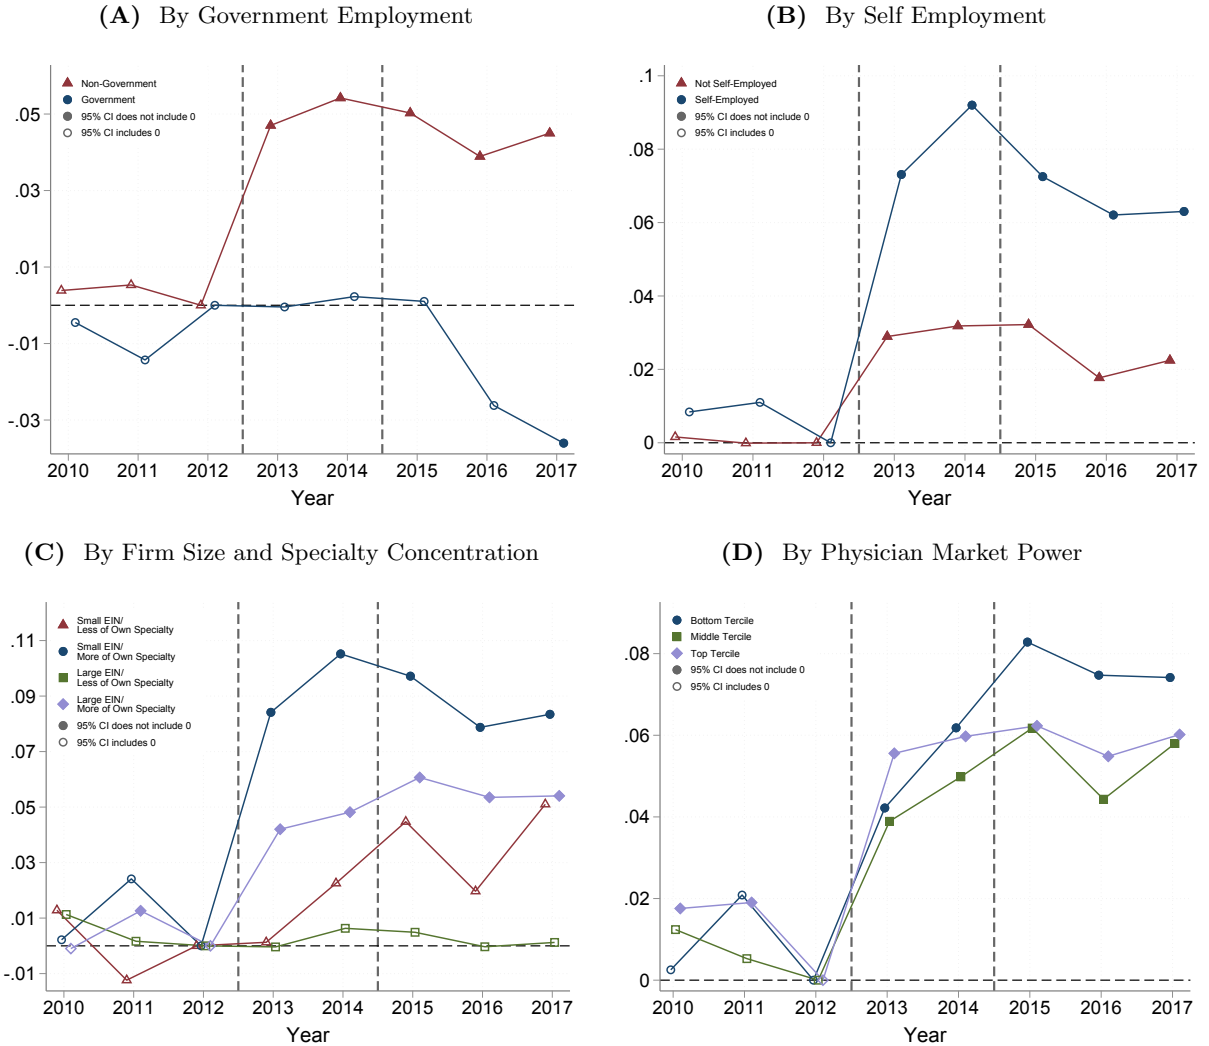 (A) By Government Employment
Non-Government
Government
95% CI does not include 0
95% CI includes 0
.05
.03
.01
-.01
-.03
2010 2011 2012 2013 2014 2015 2016 2017
Year
(B) By Self Employment
Not Self-Employed
Self-Employed
95% CI does not include 0
95% CI includes 0
.1
.08
.06
.04
.02
0
2010 2011 2012 2013 2014 2015 2016 2017
Year
(C) By Firm Size and Specialty Concentration
Small EIN/
Less of Own Specialty
Small EIN/
More of Own Specialty
Large EIN/
Less of Own Specialty
Large EIN/
More of Own Specialty
95% CI does not include 0
95% CI includes 0
.11
.09
.07
.05
.03
.01
-.01
2010 2011 2012 2013 2014 2015 2016 2017
Year
(D) By Physician Market Power
Bottom Tercile
Middle Tercile
Top Tercile
95% CI does not include 0
95% CI includes 0
.08
.06
.04
.02
0
2010 2011 2012 2013 2014 2015 2016 2017
Year